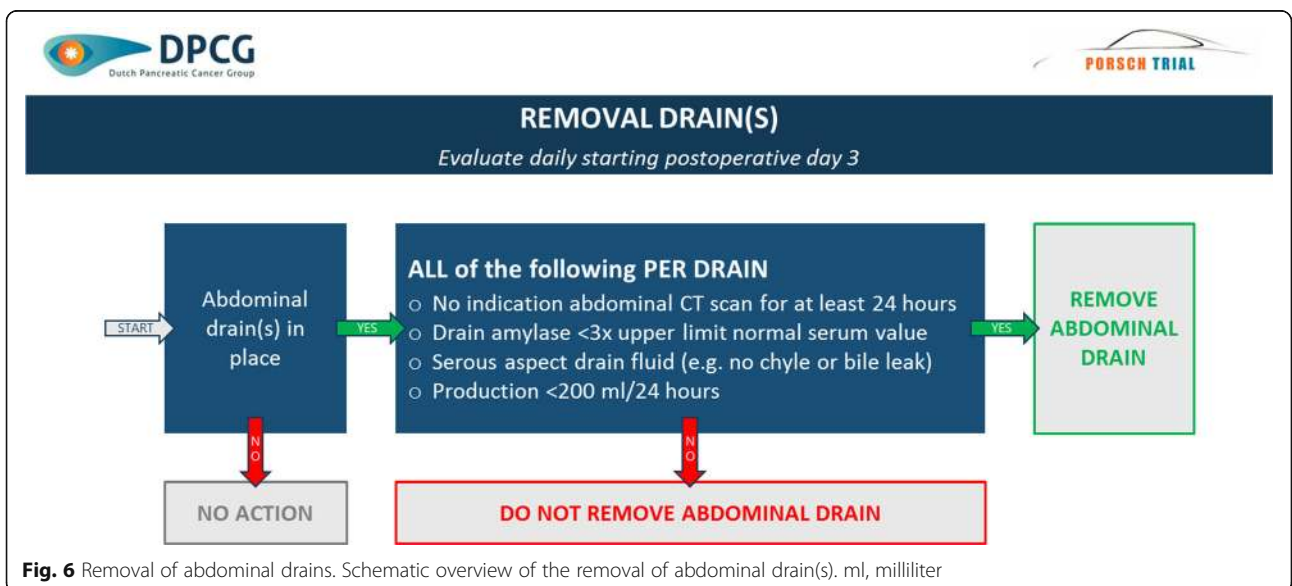 DPCG
Dutch Pancreatic Cancer Group
PORSCH TRIAL
REMOVAL DRAIN(S)
Evaluate daily starting postoperative day 3
START
Abdominal
drain(s) in
place
YES
ALL of the following PER DRAIN
o No indication abdominal CT scan for at least 24 hours
o Drain amylase <3x upper limit normal serum value
o Serous aspect drain fluid (e.g. no chyle or bile leak)
o Production <200 ml/24 hours
YES
REMOVE
ABDOMINAL
DRAIN
NO
NO
NO ACTION
DO NOT REMOVE ABDOMINAL DRAIN
Fig. 6 Removal of abdominal drains. Schematic overview of the removal of abdominal drain(s). ml, milliliter